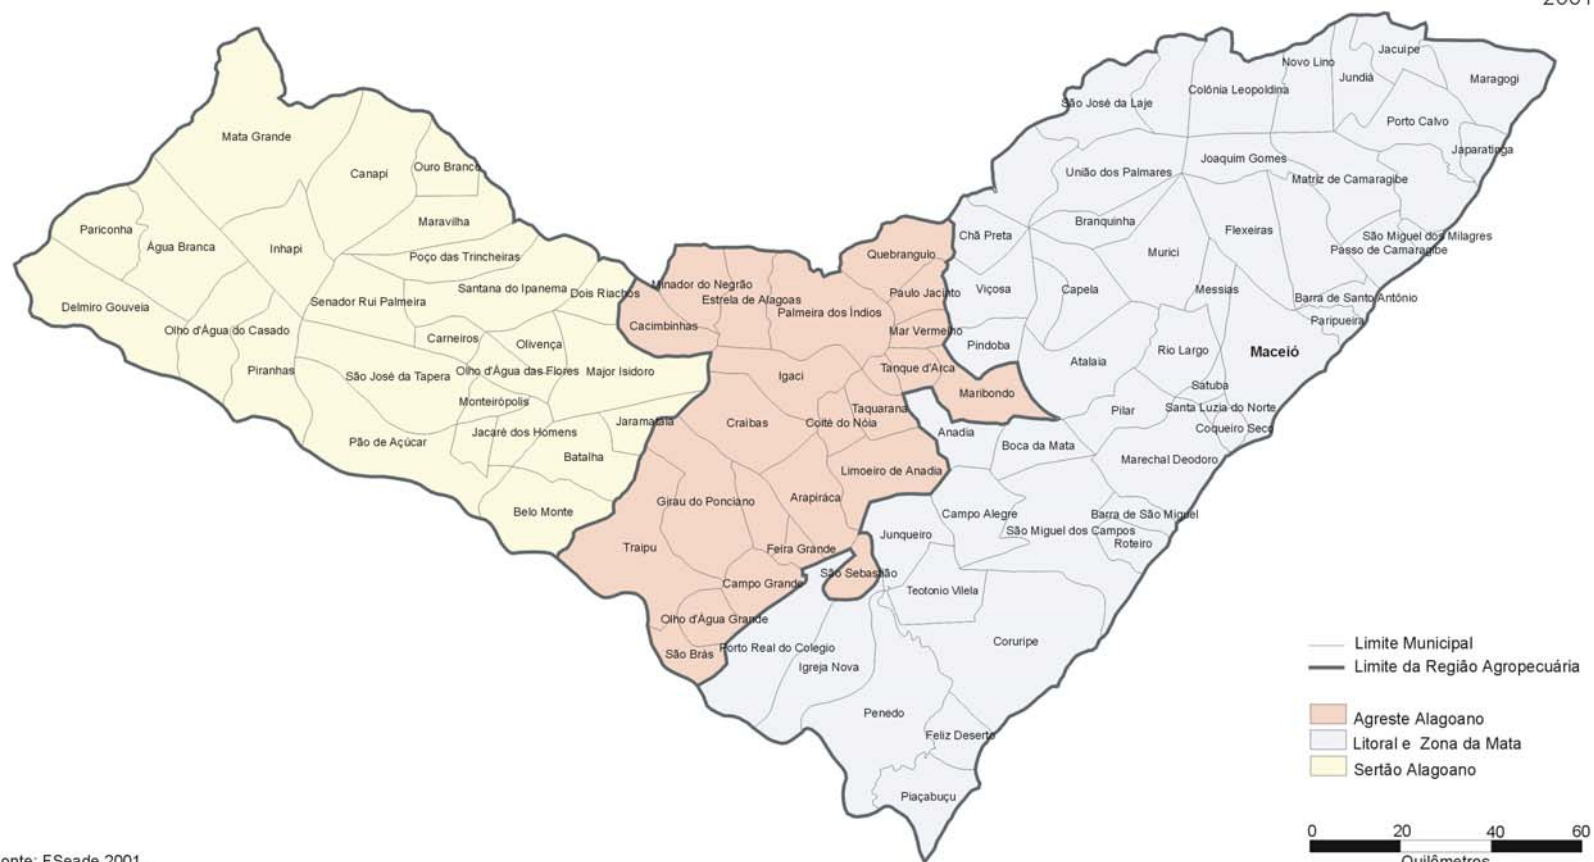 2001
Jacuipe
Novo Lino
Jundiá
Maragogi
Colônia Leopoldina
São José da Laje
Porto Calvo
Mata Grande
Japaratinga
Joaquim Gomes
Ouro Branco
Canapi
União dos Palmares
Matriz de Camaragibe
Maravilha
Branquinha
Pariconha
Flexeiras
Chã Preta
São Miguel dos Milagres
Água Branca
Inhapi
Passo de Camaragibe
Murici
Quebrangulo
Poço das Trincheiras
Minador do Negrão
Santana do Ipanema
Viçosa
Capela
Messias
Dois Riachos
Paulo Jacinto
Estrela de Alagoas
Barra de Santo Antônio
Senador Rui Palmeira
Delmiro Gouveia
Palmeira dos Índios
Paripueira
Cacimbinhas
Olho d'Água do Casado
Mar Vermelho
Carneiros
Olivença
Pindoba
Rio Largo
Maceió
Atalaia
Tanque d'Arca
Piranhas
Olho d'Água das Flores
Major Isidoro
São José da Tapera
Igaci
Satuba
Maribondo
Monteirópolis
Taquarana
Santa Luzia do Norte
Pilar
Jaramataia
Craíbas
Coité do Nóia
Coqueiro Seco
Jacaré dos Homens
Anadia
Pão de Açúcar
Boca da Mata
Batalha
Marechal Deodoro
Limoeiro de Anadia
Arapiráca
Girau do Ponciano
Belo Monte
Campo Alegre
Barra de São Miguel
São Miguel dos Campos
Junqueiro
Roteiro
Traipu
Feira Grande
São Sebastião
Campo Grande
Teotonio Vilela
Olho d'Água Grande
Coruripe
Porto Real do Colegio
São Brás
Igreja Nova
Penedo
Feliz Deserto
Piaçabuçu
Limite Municipal
Limite da Região Agropecuária
Agreste Alagoano
Litoral e Zona da Mata
Sertão Alagoano
0 20 40 60
Quilômetros
onte: FSeade 2001